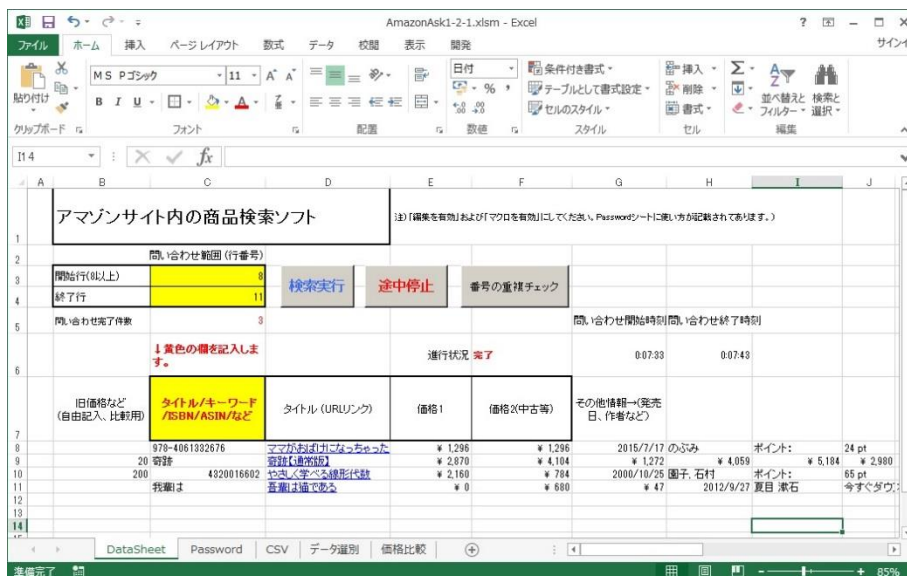 AmazonAsk1-2-1.xlsm - Excel
ファイル ホーム 挿入 ページレイアウト 数式 データ 校閲 表示 開発 サインイ
貼り付け
MS Pゴシック 11
B I U
日付
%
条件付き書式
テーブルとして書式設定
セルのスタイル
挿入
削除
書式
並べ替えと フィルター
検索と 選択
クリップボード フォント 配置 数値 スタイル セル 編集
I14 fx
A B C D E F G H I J
1 アマゾンサイト内の商品検索ソフト 注)「編集を有効」および「マクロを有効」にしてください。Passwordシートに使い方が記載されてあります。)
2 問い合わせ範囲(行番号)
3 開始行(8以上) 8
4 終了行 11
検索実行 途中停止 番号の重複チェック
5 問い合わせ完了件数 3 問い合わせ開始時刻 問い合わせ終了時刻
6 ↓黄色の欄を記入します。 進行状況 完了 0:07:33 0:07:43
7 旧価格など(自由記入、比較用) タイトル/キーワード/ISBN/ASIN/など タイトル(URLリンク) 価格1 価格2(中古等) その他情報→(発売日、作者など)
8 978-4061332676 ママがおばけになっちゃった ¥ 1,296 ¥ 1,296 2015/7/17 のぶみ ポイント: 24 pt
9 20 奇跡 奇跡【通常版】 ¥ 2,870 ¥ 4,104 ¥ 1,272 ¥ 4,059 ¥ 5,184 ¥ 2,980
10 200 4320016602 やさしく学べる線形代数 ¥ 2,160 ¥ 784 2000/10/25 園子, 石村 ポイント: 65 pt
11 我輩は 吾輩は猫である ¥ 0 ¥ 680 ¥ 47 2012/9/27 夏目 漱石 今すぐダウン
12
13
14
DataSheet Password CSV データ選別 価格比較
準備完了 85%